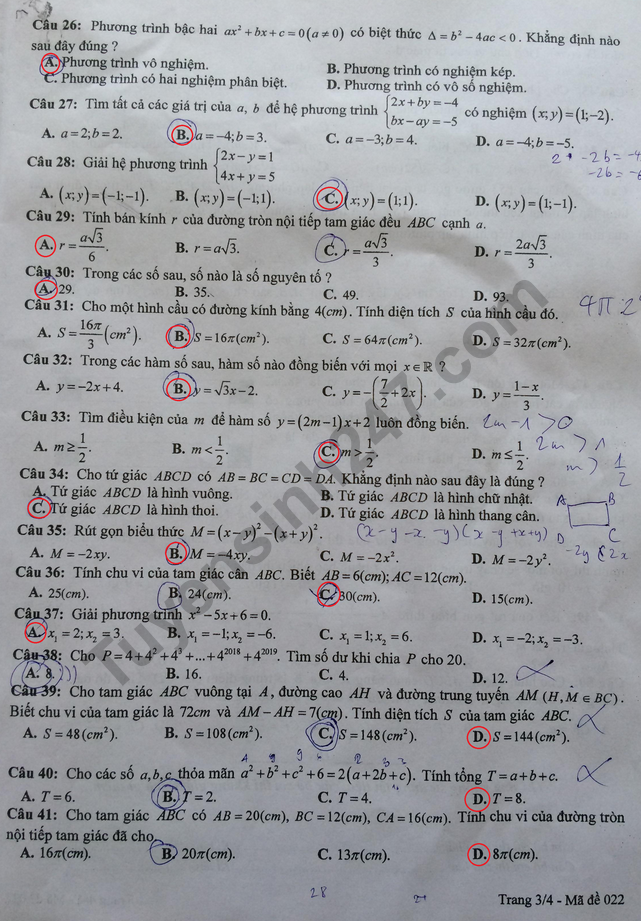 Câu 26: Phương trình bậc hai ax² + bx + c = 0 (a ≠ 0) có biệt thức Δ = b² − 4ac < 0. Khẳng định nào
sau đây đúng ?
A. Phương trình vô nghiệm. B. Phương trình có nghiệm kép.
C. Phương trình có hai nghiệm phân biệt. D. Phương trình có vô số nghiệm.
Câu 27: Tìm tất cả các giá trị của a, b để hệ phương trình { 2x + by = −4 ; bx − ay = −5 có nghiệm (x; y) = (1; −2).
A. a = 2; b = 2. B. a = −4; b = 3. C. a = −3; b = 4. D. a = −4; b = −5.
Câu 28: Giải hệ phương trình { 2x − y = 1 ; 4x + y = 5
A. (x; y) = (−1; −1). B. (x; y) = (−1; 1). C. (x; y) = (1; 1). D. (x; y) = (1; −1).
Câu 29: Tính bán kính r của đường tròn nội tiếp tam giác đều ABC cạnh a.
A. r = a√3/6. B. r = a√3. C. r = a√3/3. D. r = 2a√3/3.
Câu 30: Trong các số sau, số nào là số nguyên tố ?
A. 29. B. 35. C. 49. D. 93.
Câu 31: Cho một hình cầu có đường kính bằng 4(cm). Tính diện tích S của hình cầu đó. 4π 2
A. S = 16π/3 (cm²). B. S = 16π(cm²). C. S = 64π(cm²). D. S = 32π(cm²).
Câu 32: Trong các hàm số sau, hàm số nào đồng biến với mọi x ∈ ℝ ?
A. y = −2x + 4. B. y = √3x − 2. C. y = −(7/2 + 2x). D. y = (1 − x)/3.
Câu 33: Tìm điều kiện của m để hàm số y = (2m − 1)x + 2 luôn đồng biến. 2m − 1 > 0
A. m ≥ 1/2. B. m < 1/2. C. m > 1/2. D. m ≤ 1/2. 2m > 1
m > 1/2
Câu 34: Cho tứ giác ABCD có AB = BC = CD = DA. Khẳng định nào sau đây là đúng ?
A. Tứ giác ABCD là hình vuông. B. Tứ giác ABCD là hình chữ nhật. A B
C. Tứ giác ABCD là hình thoi. D. Tứ giác ABCD là hình thang cân. D C
Câu 35: Rút gọn biểu thức M = (x − y)² − (x + y)². (x − y − x − y)(x − y + x + y)
A. M = −2xy. B. M = −4xy. C. M = −2x². D. M = −2y². −2y (2x
Câu 36: Tính chu vi của tam giác cân ABC. Biết AB = 6(cm); AC = 12(cm).
A. 25(cm). B. 24(cm). C. 30(cm). D. 15(cm).
Câu 37: Giải phương trình x² − 5x + 6 = 0.
A. x₁ = 2; x₂ = 3. B. x₁ = −1; x₂ = −6. C. x₁ = 1; x₂ = 6. D. x₁ = −2; x₂ = −3.
Câu 38: Cho P = 4 + 4² + 4³ + ... + 4²⁰¹⁸ + 4²⁰¹⁹. Tìm số dư khi chia P cho 20.
A. 8. B. 16. C. 4. D. 12.
Câu 39: Cho tam giác ABC vuông tại A, đường cao AH và đường trung tuyến AM (H, M ∈ BC).
Biết chu vi của tam giác là 72cm và AM − AH = 7(cm). Tính diện tích S của tam giác ABC.
A. S = 48(cm²). B. S = 108(cm²). C. S = 148(cm²). D. S = 144(cm²).
Câu 40: Cho các số a, b, c thỏa mãn a² + b² + c² + 6 = 2(a + 2b + c). Tính tổng T = a + b + c.
A. T = 6. B. T = 2. C. T = 4. D. T = 8.
Câu 41: Cho tam giác ABC có AB = 20(cm), BC = 12(cm), CA = 16(cm). Tính chu vi của đường tròn
nội tiếp tam giác đã cho.
A. 16π(cm). B. 20π(cm). C. 13π(cm). D. 8π(cm).
28
Trang 3/4 - Mã đề 022
Tuyensinh247.com